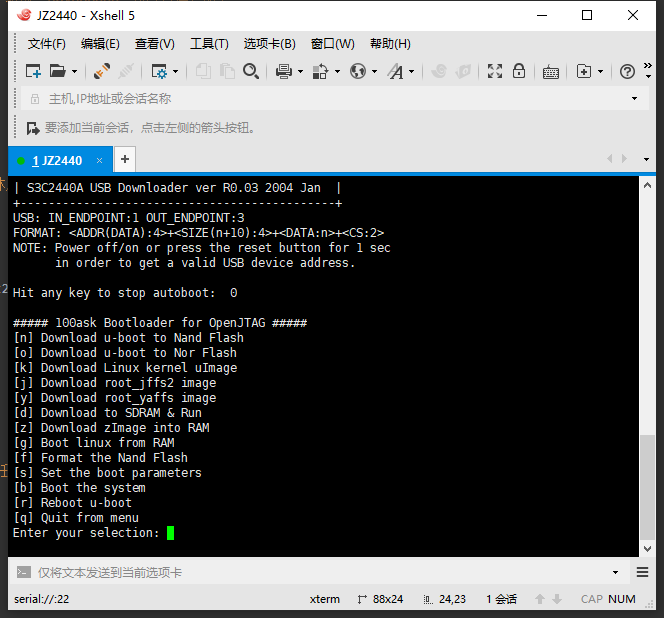 JZ2440 - Xshell 5
文件(F) 编辑(E) 查看(V) 工具(T) 选项卡(B) 窗口(W) 帮助(H)
主机,IP地址或会话名称
要添加当前会话，点击左侧的箭头按钮。
1 JZ2440
| S3C2440A USB Downloader ver R0.03 2004 Jan  |
+---------------------------------------------+
USB: IN_ENDPOINT:1 OUT_ENDPOINT:3
FORMAT: <ADDR(DATA):4>+<SIZE(n+10):4>+<DATA:n>+<CS:2>
NOTE: Power off/on or press the reset button for 1 sec
      in order to get a valid USB device address.
Hit any key to stop autoboot:  0
##### 100ask Bootloader for OpenJTAG #####
[n] Download u-boot to Nand Flash
[o] Download u-boot to Nor Flash
[k] Download Linux kernel uImage
[j] Download root_jffs2 image
[y] Download root_yaffs image
[d] Download to SDRAM & Run
[z] Download zImage into RAM
[g] Boot linux from RAM
[f] Format the Nand Flash
[s] Set the boot parameters
[b] Boot the system
[r] Reboot u-boot
[q] Quit from menu
Enter your selection:
仅将文本发送到当前选项卡
serial://:22 xterm 88x24 24,23 1 会话 CAP NUM